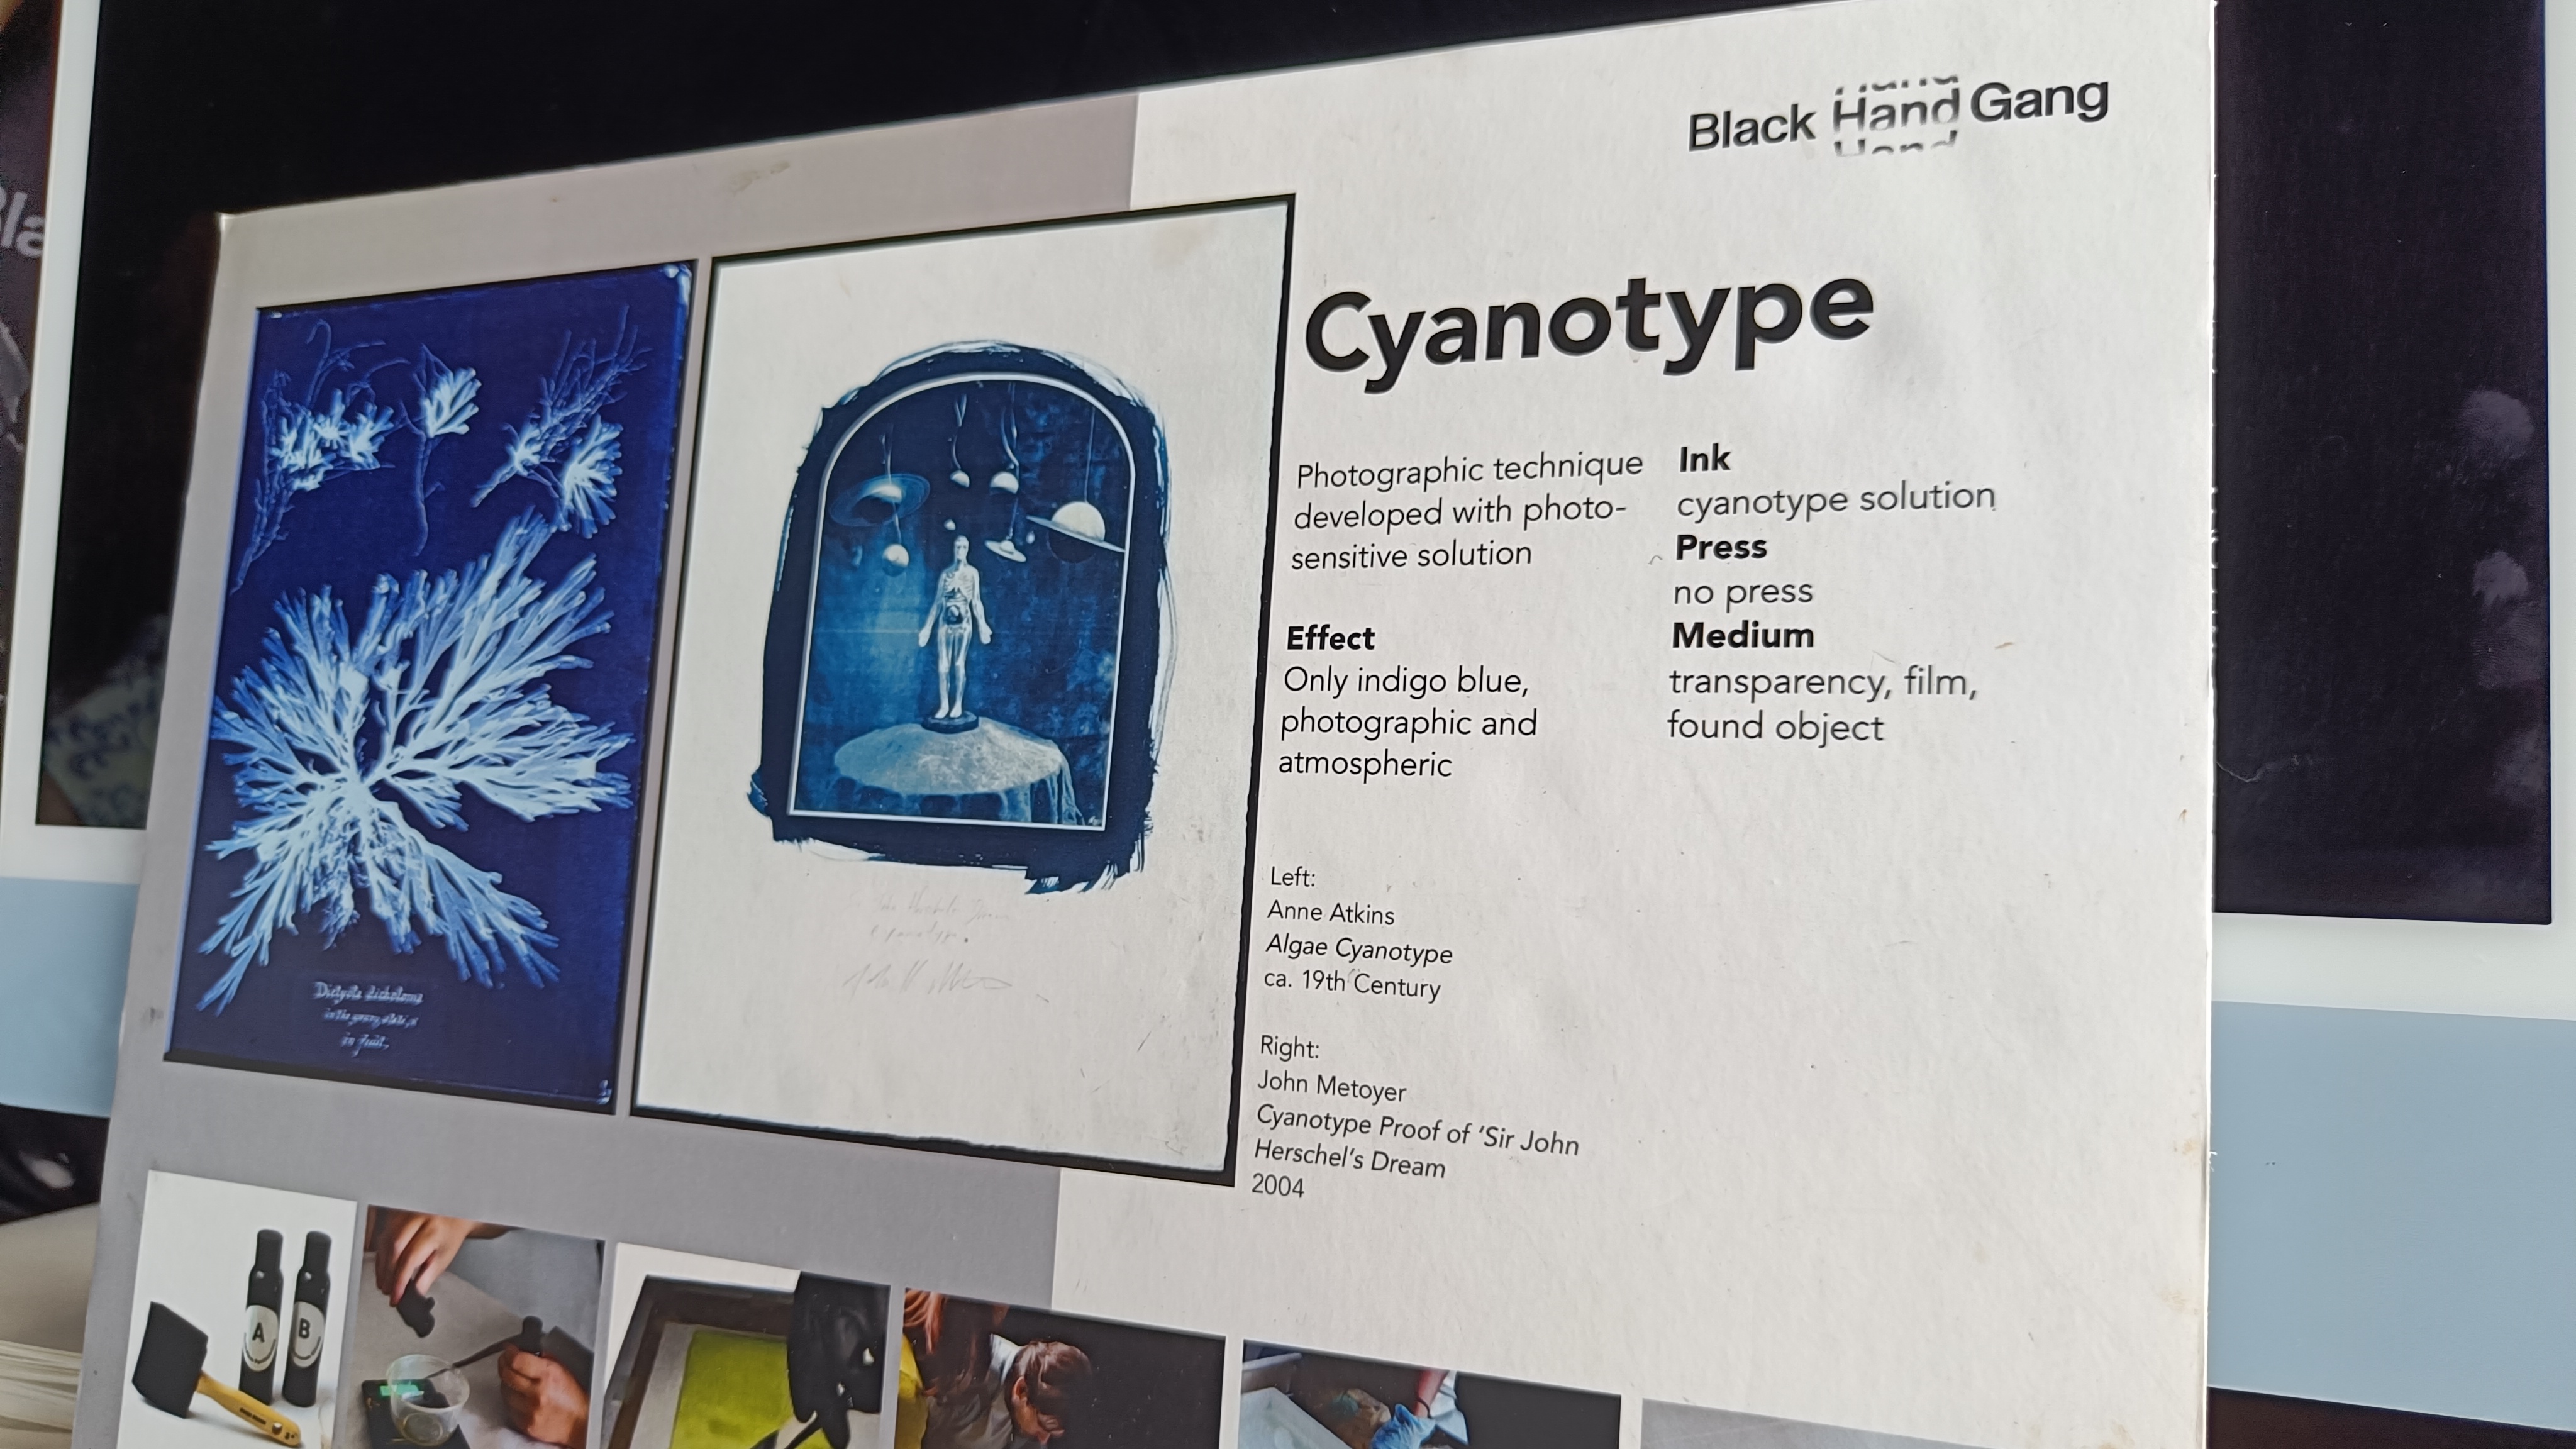 Black Hand Gang
Cyanotype
Photographic technique
developed with photo-
sensitive solution
Effect
Only indigo blue,
photographic and
atmospheric
Ink
cyanotype solution
Press
no press
Medium
transparency, film,
found object
Left:
Anne Atkins
Algae Cyanotype
ca. 19th Century
Right:
John Metoyer
Cyanotype Proof of ‘Sir John
Herschel’s Dream
2004
Dictyota dichotoma
in the young state, &
in fruit.
A
B